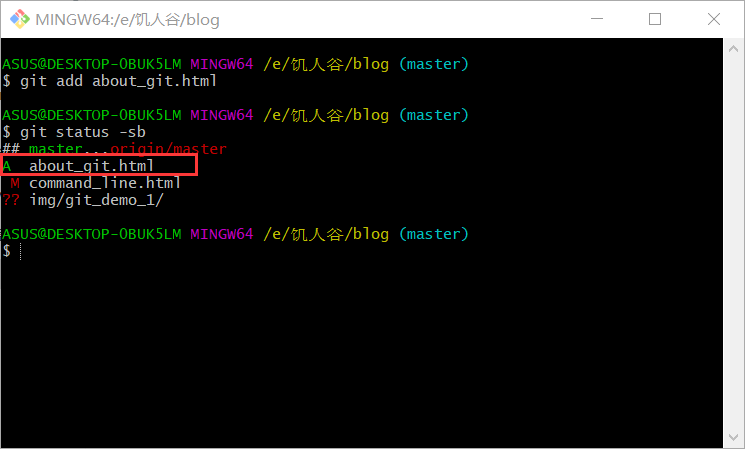 MINGW64:/e/饥人谷/blog
ASUS@DESKTOP-0BUK5LM MINGW64 /e/饥人谷/blog (master)
$ git add about_git.html
ASUS@DESKTOP-0BUK5LM MINGW64 /e/饥人谷/blog (master)
$ git status -sb
## master...origin/master
A  about_git.html
 M command_line.html
?? img/git_demo_1/
ASUS@DESKTOP-0BUK5LM MINGW64 /e/饥人谷/blog (master)
$